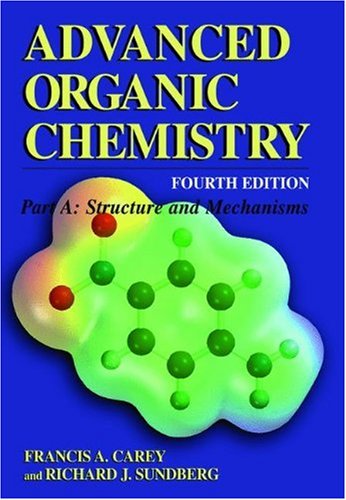 ADVANCED
ORGANIC
CHEMISTRY
FOURTH EDITION
Part A: Structure and Mechanisms
FRANCIS A. CAREY
and RICHARD J. SUNDBERG